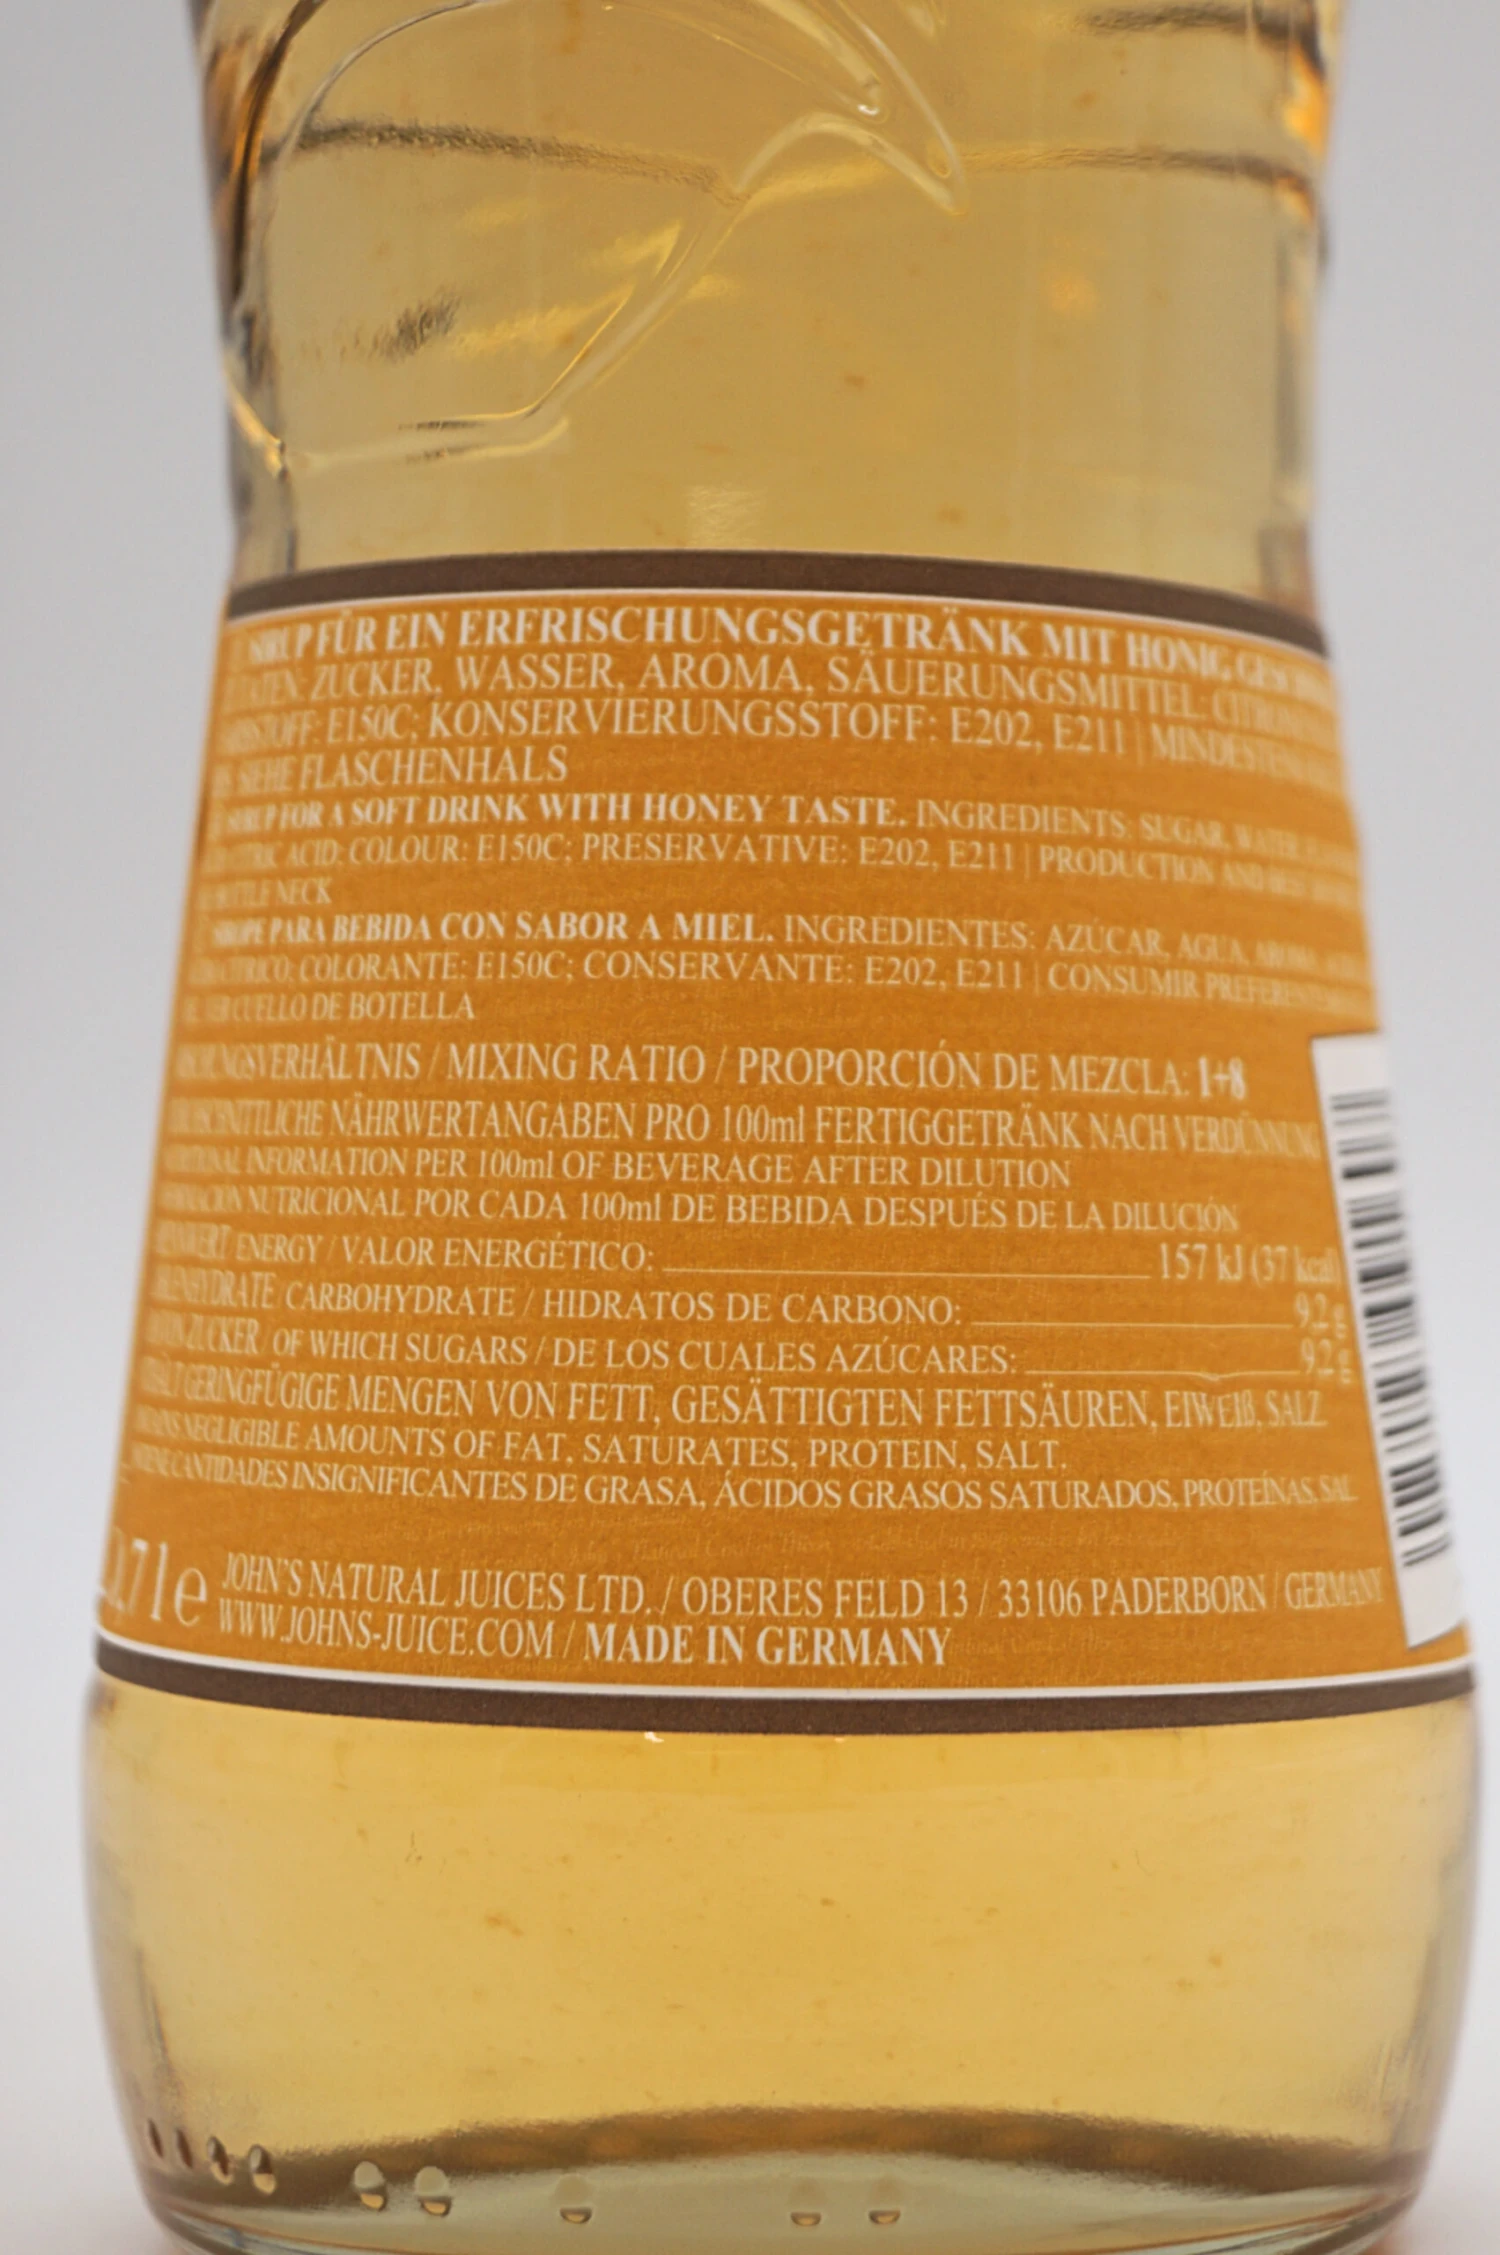 SIRUP FÜR EIN ERFRISCHUNGSGETRÄNK MIT HONIG
ZUCKER, WASSER, AROMA, SÄUERUNGSMITTEL:
E150C; KONSERVIERUNGSSTOFF: E202, E211 |
SIEHE FLASCHENHALS
SIRUP FOR A SOFT DRINK WITH HONEY TASTE. INGREDIENTS: SUGAR, WATER,
ACID; COLOUR: E150C; PRESERVATIVE: E202, E211 | PRODUCTION AND
BOTTLE NECK
PARA BEBIDA CON SABOR A MIEL. INGREDIENTES: AZÚCAR, AGUA,
COLORANTE: E150C; CONSERVANTE: E202, E211 | CONSUMIR
VER CUELLO DE BOTELLA
/ MIXING RATIO / PROPORCIÓN DE MEZCLA: 1+8
NÄHRWERTANGABEN PRO 100ml FERTIGGETRÄNK NACH VERDÜNNUNG
INFORMATION PER 100ml OF BEVERAGE AFTER DILUTION
NUTRICIONAL POR CADA 100ml DE BEBIDA DESPUÉS DE LA DILUCIÓN
ENERGY / VALOR ENERGÉTICO: 157 kJ (37 kcal)
CARBOHYDRATE / HIDRATOS DE CARBONO: 9,2 g
ZUCKER / OF WHICH SUGARS / DE LOS CUALES AZÚCARES: 9,2 g
GERINGFÜGIGE MENGEN VON FETT, GESÄTTIGTEN FETTSÄUREN, EIWEIß, SALZ
NEGLIGIBLE AMOUNTS OF FAT, SATURATES, PROTEIN, SALT.
CANTIDADES INSIGNIFICANTES DE GRASA, ÁCIDOS GRASOS SATURADOS, PROTEÍNAS, SAL
0,7 l e
JOHN'S NATURAL JUICES LTD. / OBERES FELD 13 / 33106 PADERBORN / GERMANY
WWW.JOHNS-JUICE.COM / MADE IN GERMANY